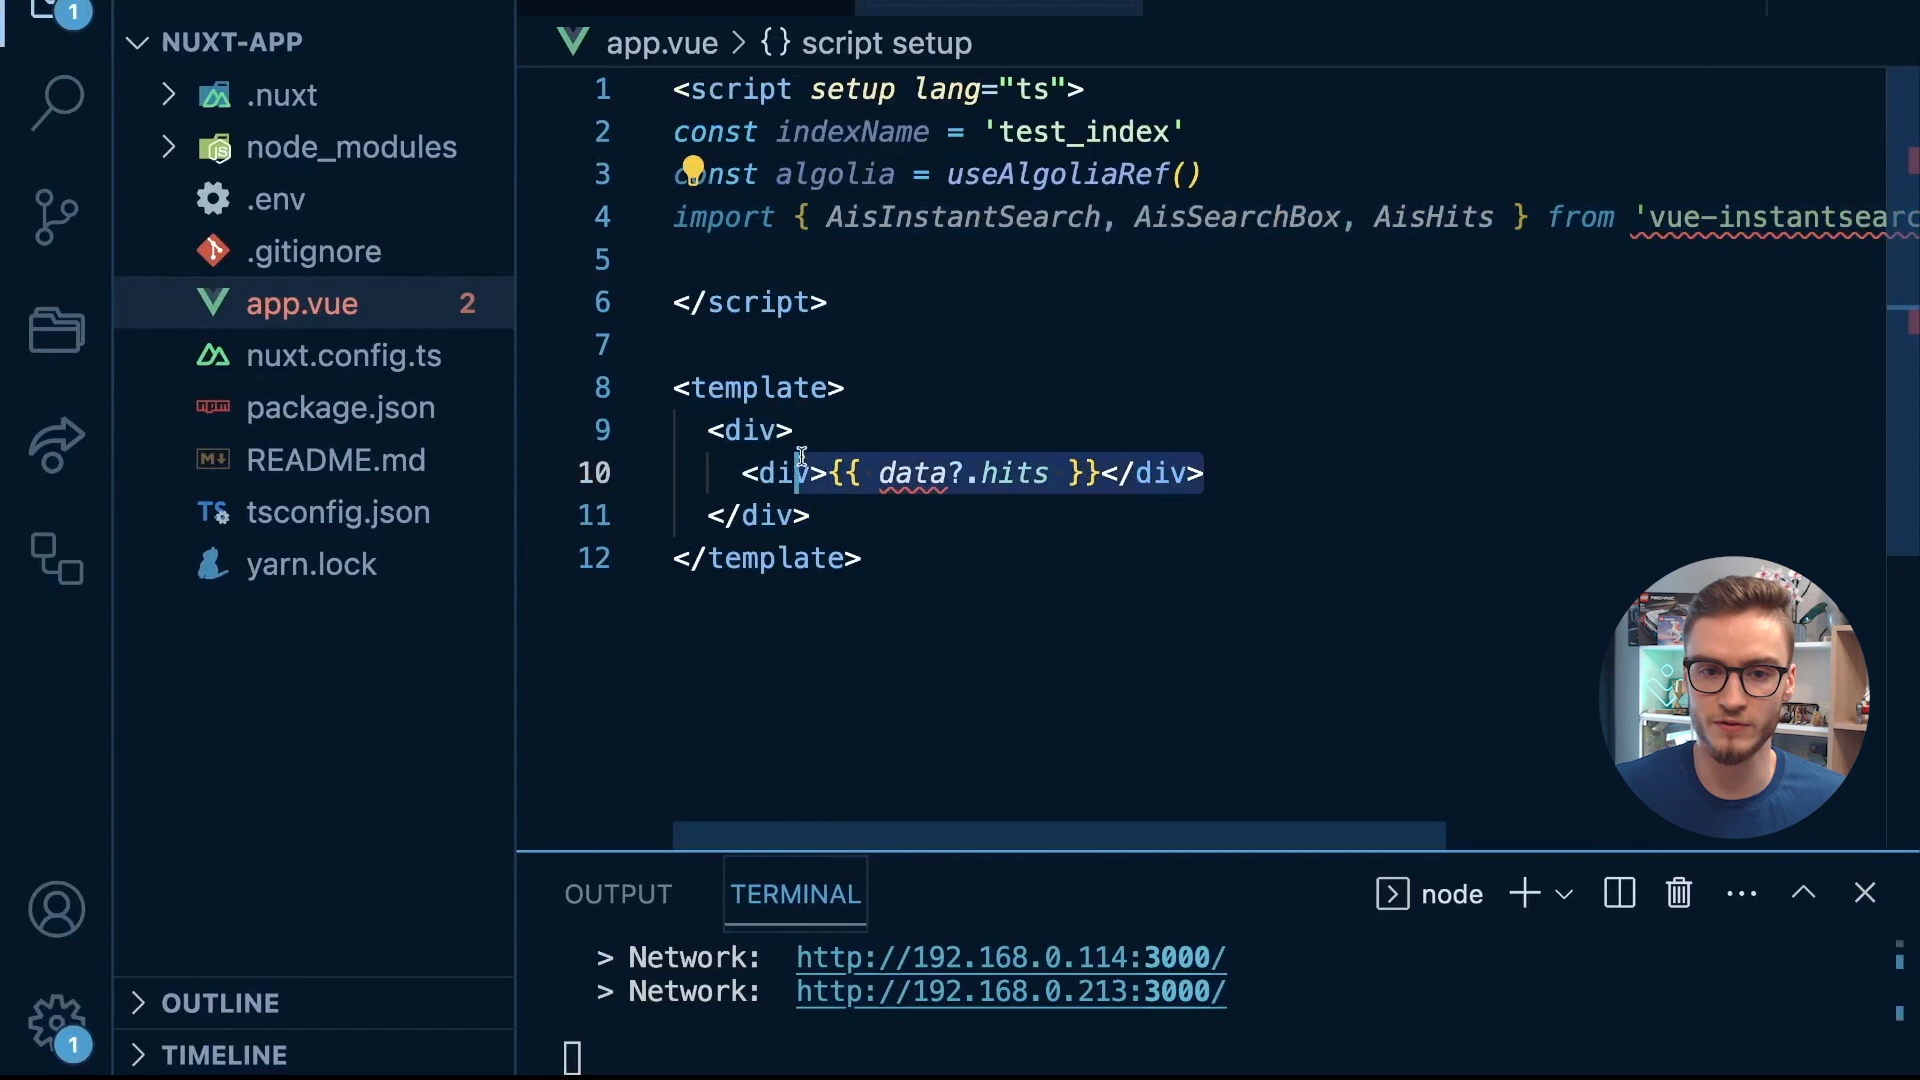 1
NUXT-APP
.nuxt
node_modules
.env
.gitignore
app.vue 2
nuxt.config.ts
package.json
README.md
tsconfig.json
yarn.lock
OUTLINE
TIMELINE
1
app.vue > {} script setup
1 <script setup lang="ts">
2 const indexName = 'test_index'
3 const algolia = useAlgoliaRef()
4 import { AisInstantSearch, AisSearchBox, AisHits } from 'vue-instantsearc
5
6 </script>
7
8 <template>
9 <div>
10 <div>{{ data?.hits }}</div>
11 </div>
12 </template>
OUTPUT TERMINAL node
> Network: http://192.168.0.114:3000/
> Network: http://192.168.0.213:3000/